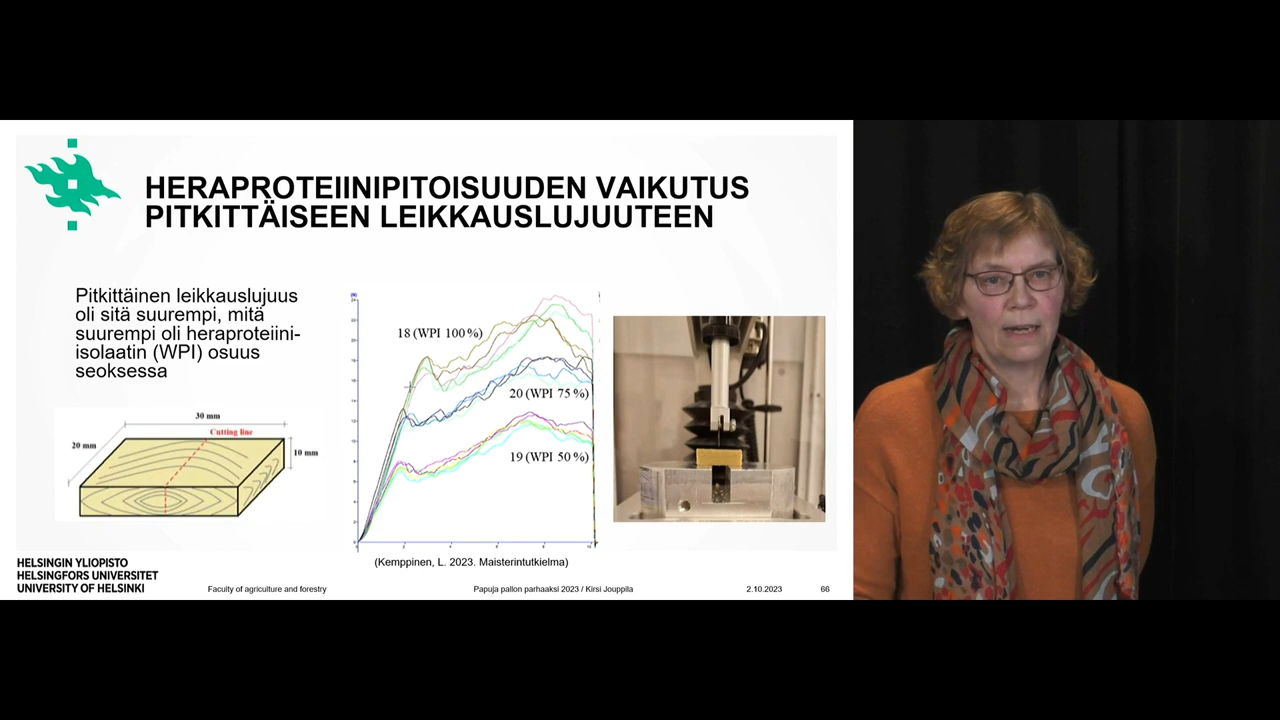 HERAPROTEIINIPITOISUUDEN VAIKUTUS
PITKITTÄISEEN LEIKKAUSLUJUUTEEN
Pitkittäinen leikkauslujuus
oli sitä suurempi, mitä
suurempi oli heraproteiini-
isolaatin (WPI) osuus
seoksessa
30 mm
Cutting line
20 mm
10 mm
18 (WPI 100 %)
20 (WPI 75 %)
19 (WPI 50 %)
(Kemppinen, L. 2023. Maisterintutkielma)
HELSINGIN YLIOPISTO
HELSINGFORS UNIVERSITET
UNIVERSITY OF HELSINKI
Faculty of agriculture and forestry
Papuja pallon parhaaksi 2023 / Kirsi Jouppila
2.10.2023
66